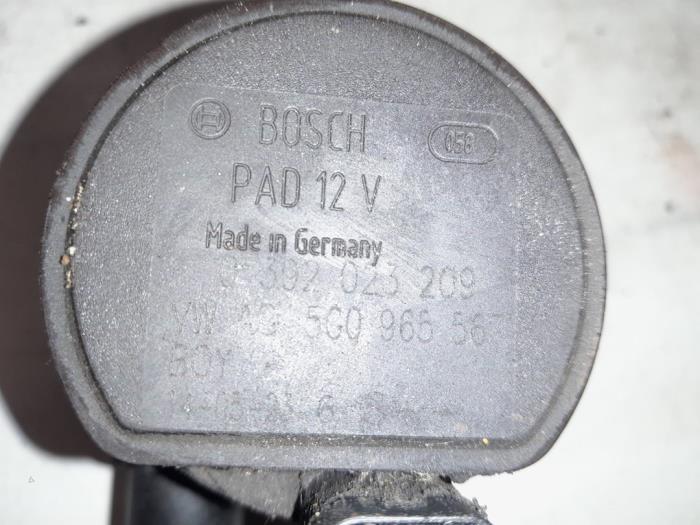 BOSCH 058
PAD 12 V
Made in Germany
392 023 209
VW AG 5G0 965 567